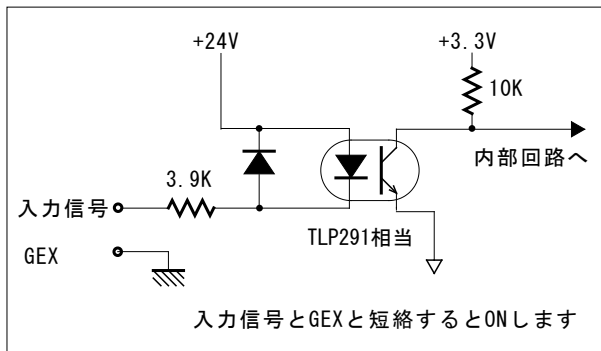 +24V
+3.3V
10K
内部回路へ
3.9K
入力信号
TLP291相当
GEX
入力信号とGEXと短絡するとONします